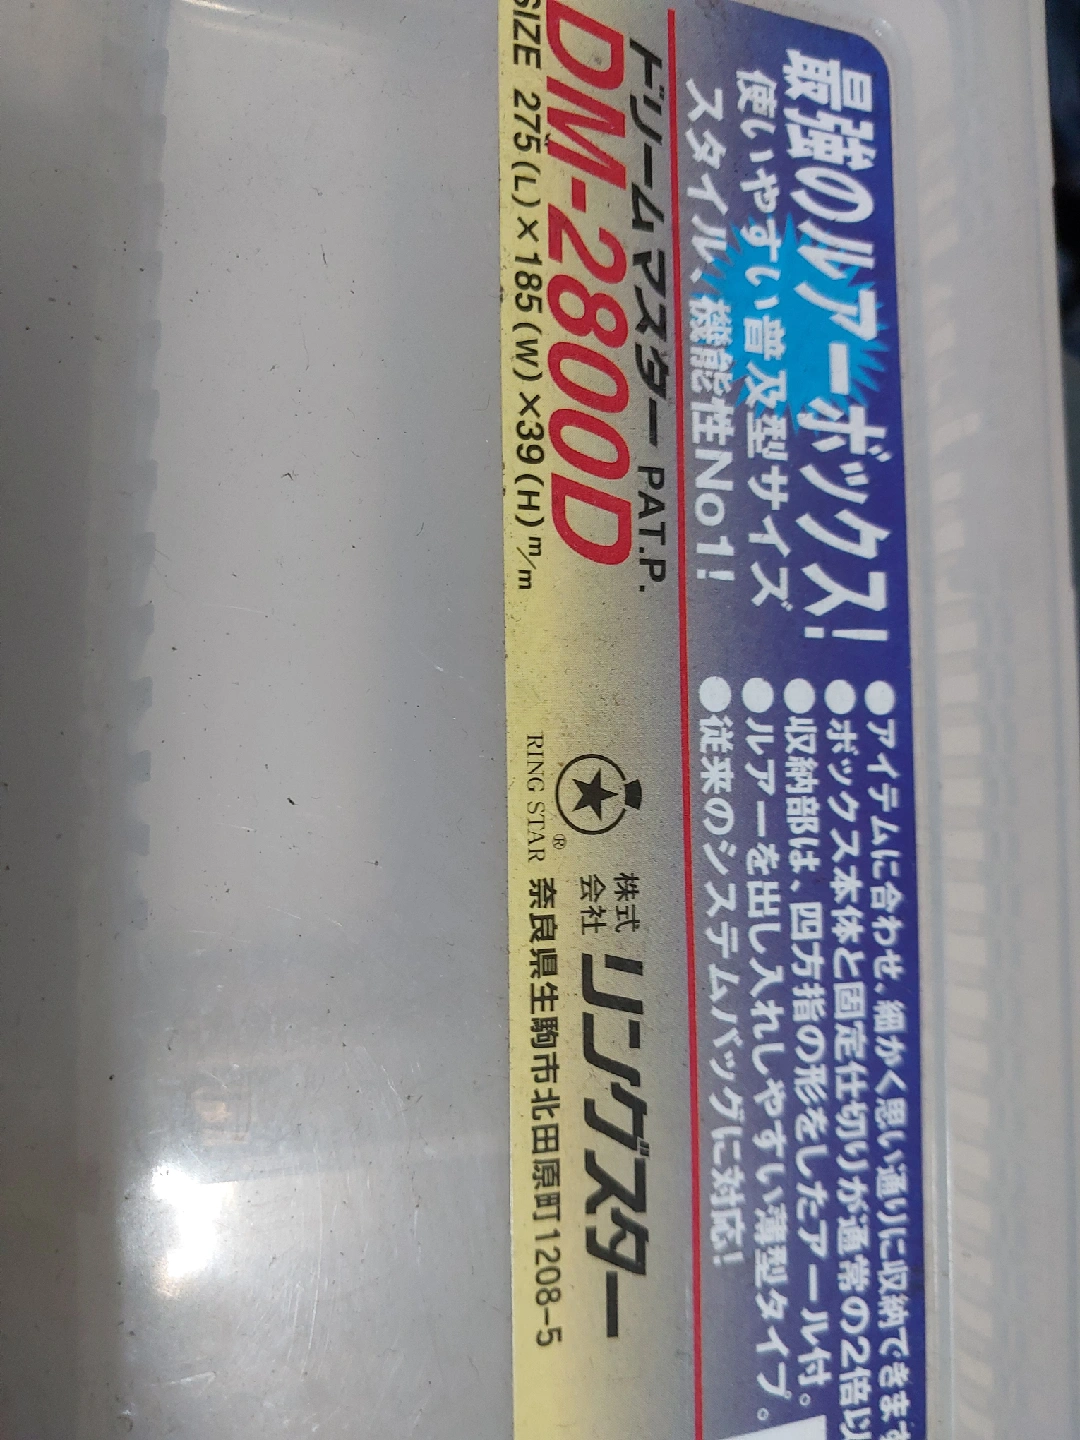 最強のルアーボックス!
使いやすい普及型サイズ
スタイル、機能性No1!
●アイテムに合わせ、細かく思い通りに収納できます
●ボックス本体と固定仕切りが通常の2倍以
●収納部は、四方指の形をしたアール付。
●ルアーを出し入れしやすい薄型タイプ。
●従来のシステムバッグに対応!
ドリームマスター PAT.P.
DM-2800D
SIZE 275(L)×185(W)×39(H)m/m
株式会社 リングスター
RING STAR® 奈良県生駒市北田原町1208-5